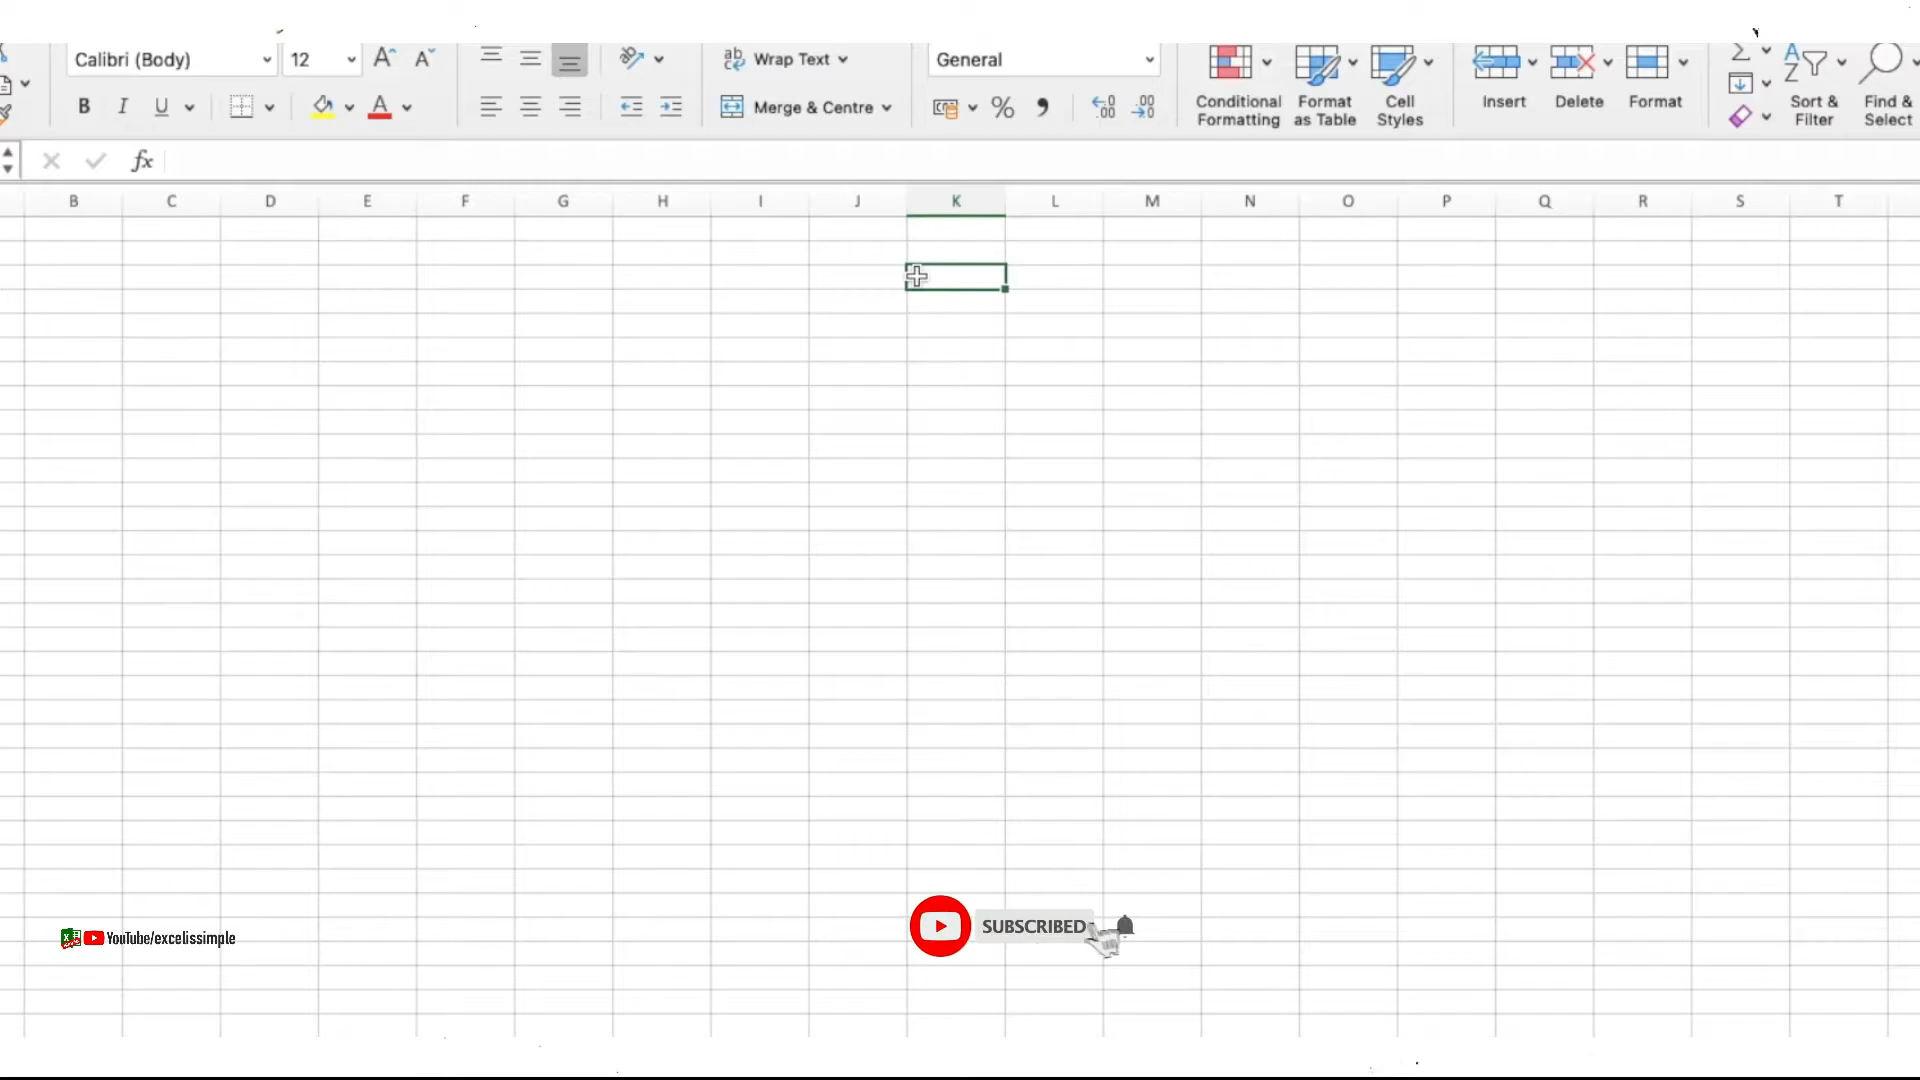 Calibri (Body) 12 A A ab Wrap Text General
B I U A Merge & Centre % Conditional Formatting Format as Table Cell Styles Insert Delete Format Sort & Filter Find & Select
fx
B C D E F G H I J K L M N O P Q R S T
SUBSCRIBED
YouTube/excelissimple